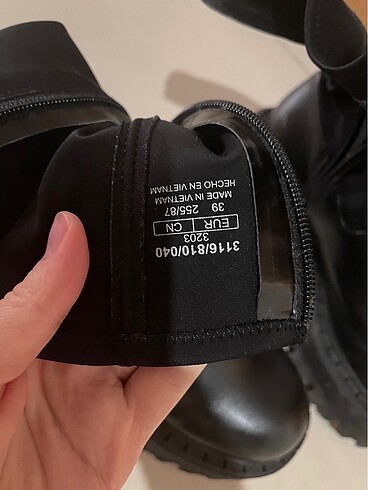 3116/810/040
3203
EUR CN
39 255/87
MADE IN VIETNAM
HECHO EN VIETNAM